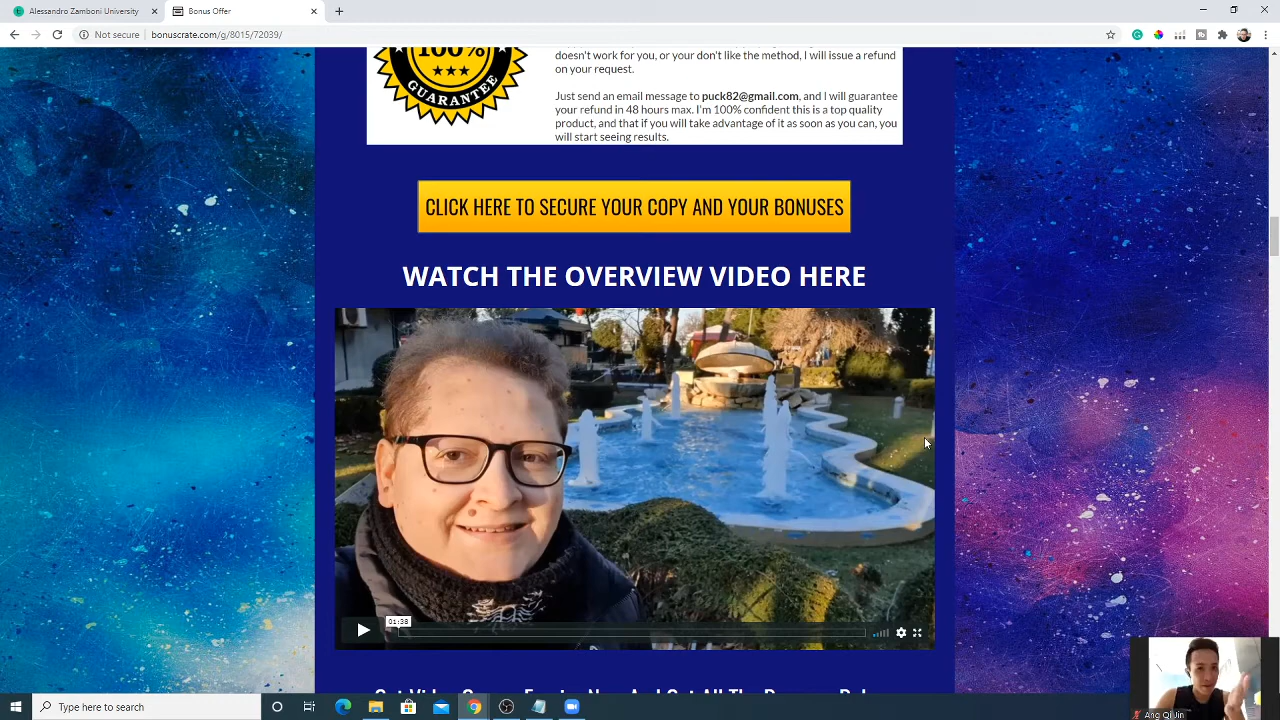 Alessandro Zamboni University
Bonus Offer
Not secure
bonuscrate.com/g/8015/72039/
100%
GUARANTEE
doesn't work for you, or your don't like the method, I will issue a refund
on your request.
Just send an email message to puck82@gmail.com, and I will guarantee
your refund in 48 hours max. I'm 100% confident this is a top quality
product, and that if you will take advantage of it as soon as you can, you
will start seeing results.
CLICK HERE TO SECURE YOUR COPY AND YOUR BONUSES
WATCH THE OVERVIEW VIDEO HERE
01:38
Type here to search
Ang Qi Jin